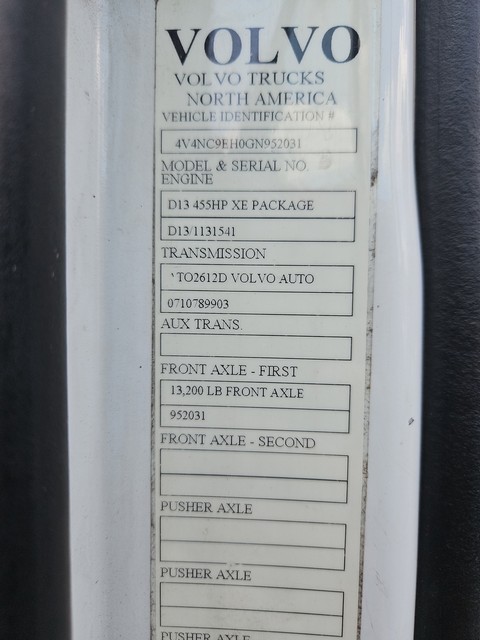 VOLVO
VOLVO TRUCKS
NORTH AMERICA
VEHICLE IDENTIFICATION #
4V4NC9EH0GN952031
MODEL & SERIAL NO.
ENGINE
D13 455HP XE PACKAGE
D13/1131541
TRANSMISSION
`TO2612D VOLVO AUTO
0710789903
AUX TRANS.
FRONT AXLE - FIRST
13,200 LB FRONT AXLE
952031
FRONT AXLE - SECOND
PUSHER AXLE
PUSHER AXLE
PUSHER AXLE